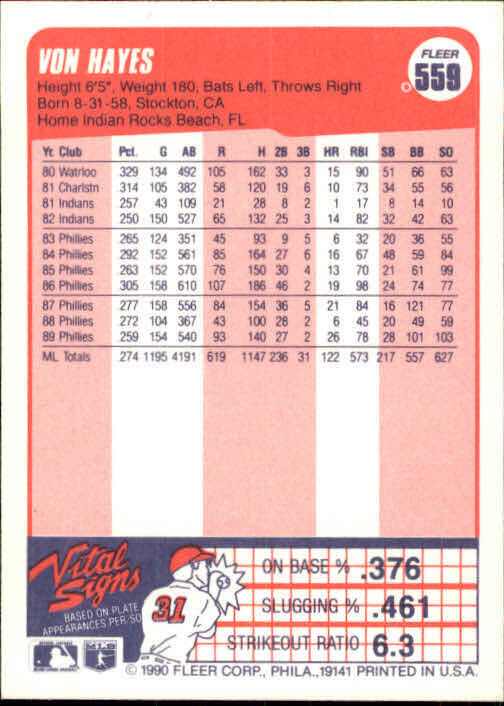 VON HAYES
FLEER
559
Height 6'5", Weight 180, Bats Left, Throws Right
Born 8-31-58, Stockton, CA
Home Indian Rocks Beach, FL
Yr. Club Pct. G AB R H 2B 3B HR RBI SB BB SO
80 Watrloo .329 134 492 105 162 33 3 15 90 51 66 63
81 Charlstn .314 105 382 58 120 19 6 10 73 34 55 56
81 Indians .257 43 109 21 28 8 2 1 17 8 14 10
82 Indians .250 150 527 65 132 25 3 14 82 32 42 63
83 Phillies .265 124 351 45 93 9 5 6 32 20 36 55
84 Phillies .292 152 561 85 164 27 6 16 67 48 59 84
85 Phillies .263 152 570 76 150 30 4 13 70 21 61 99
86 Phillies .305 158 610 107 186 46 2 19 98 24 74 77
87 Phillies .277 158 556 84 154 36 5 21 84 16 121 77
88 Phillies .272 104 367 43 100 28 2 6 45 20 49 59
89 Phillies .259 154 540 93 140 27 2 26 78 28 101 103
ML Totals .274 1195 4191 619 1147 236 31 122 573 217 557 627
Vital Signs
BASED ON PLATE
APPEARANCES PER SO
31
ON BASE % .376
SLUGGING % .461
STRIKEOUT RATIO 6.3
© 1990 FLEER CORP., PHILA., 19141 PRINTED IN U.S.A.